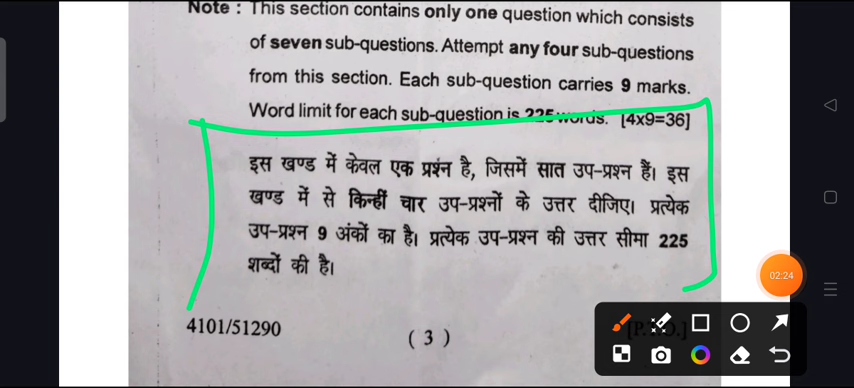 Note : This section contains only one question which consists
of seven sub-questions. Attempt any four sub-questions
from this section. Each sub-question carries 9 marks.
Word limit for each sub-question is 225 words. [4x9=36]
इस खण्ड में केवल एक प्रश्न है, जिसमें सात उप-प्रश्न हैं। इस
खण्ड में से किन्हीं चार उप-प्रश्नों के उत्तर दीजिए। प्रत्येक
उप-प्रश्न 9 अंकों का है। प्रत्येक उप-प्रश्न की उत्तर सीमा 225
शब्दों की है।
02:24
4101/51290
( 3 )
[P.T.O.]